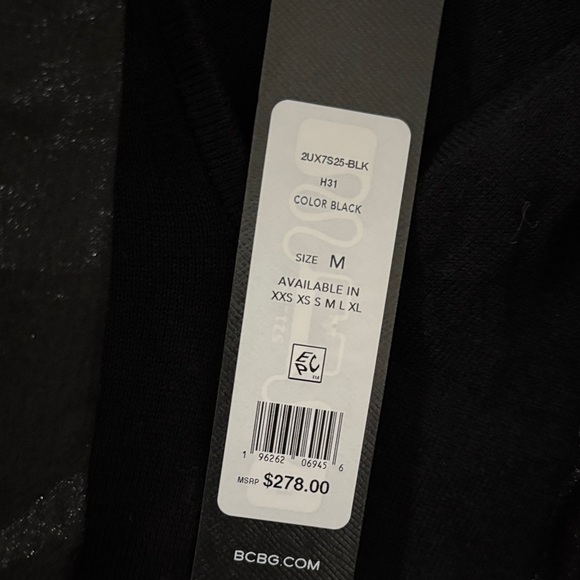 2UX7S25-BLK
H31
COLOR BLACK
SIZE M
AVAILABLE IN
XXS XS S M L XL
EPC
1 96262 06945 6
MSRP $278.00
BCBG.COM